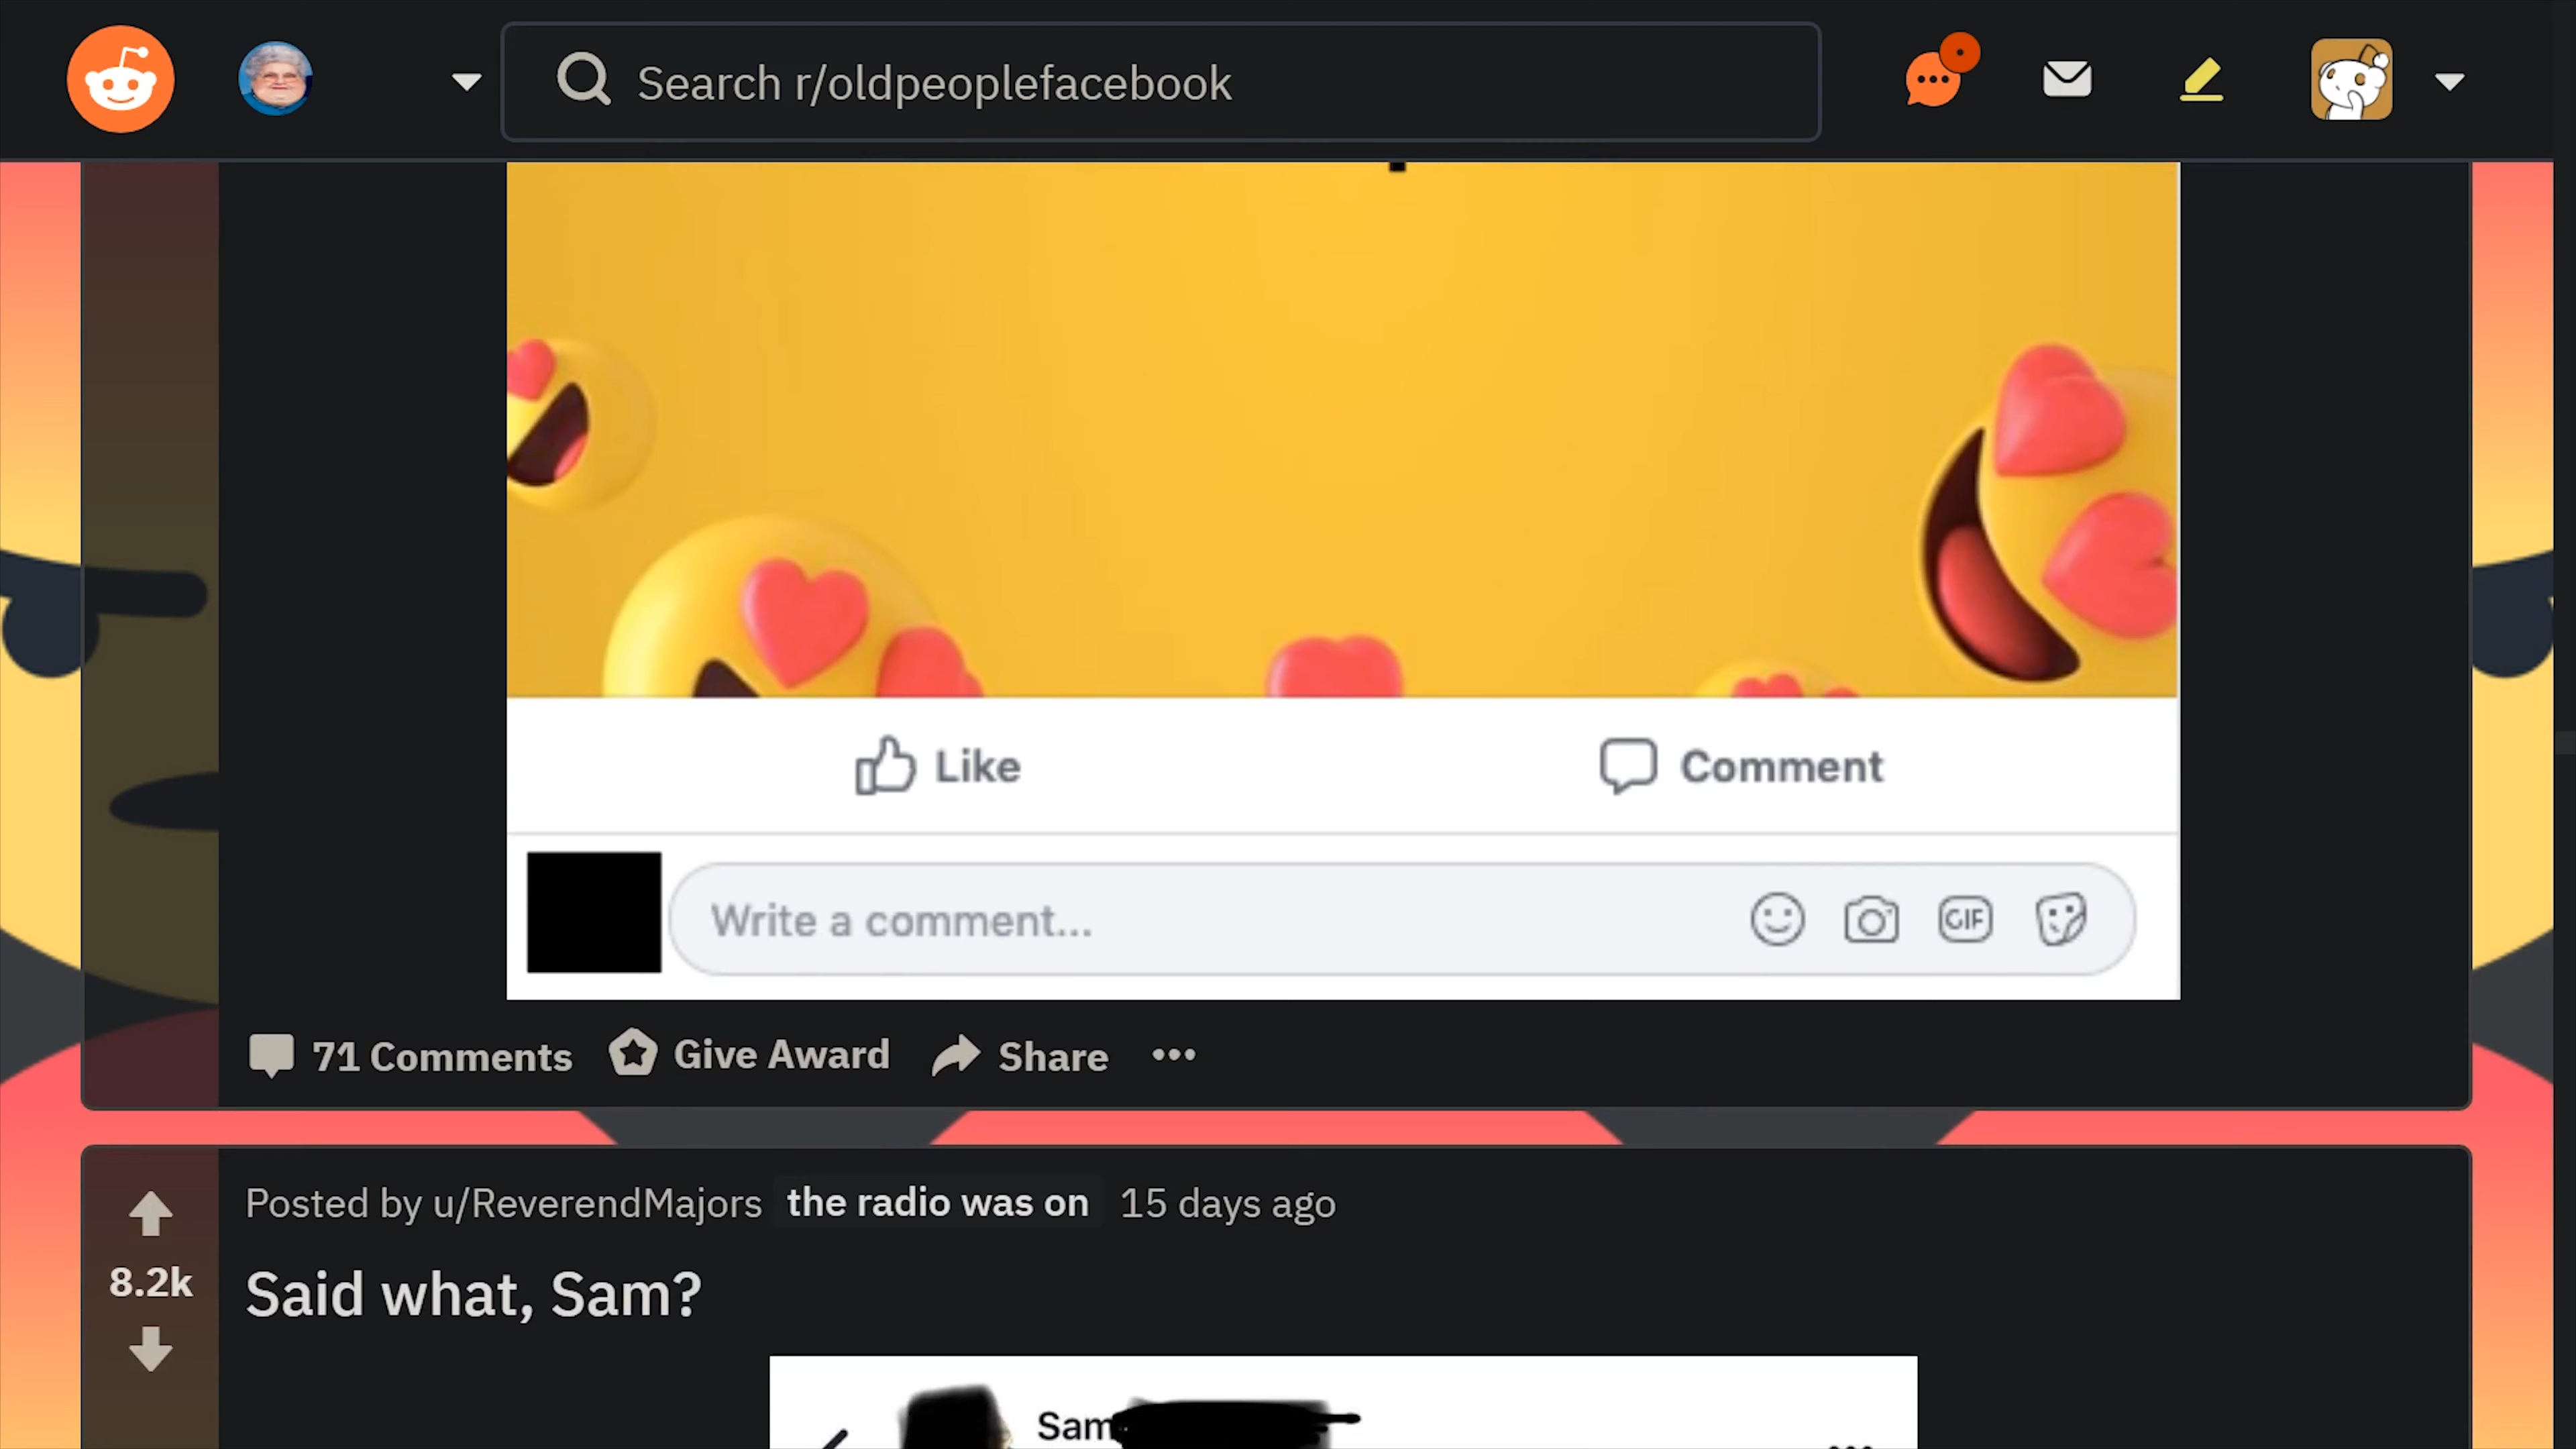 Search r/oldpeoplefacebook
Like
Comment
Write a comment...
GIF
71 Comments
Give Award
Share
Posted by u/ReverendMajors the radio was on 15 days ago
8.2k
Said what, Sam?
Sam